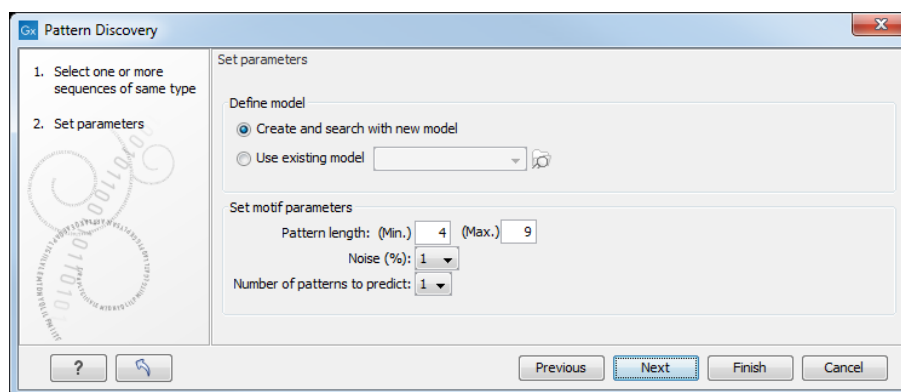 Gx Pattern Discovery
1. Select one or more
sequences of same type
2. Set parameters
Set parameters
Define model
Create and search with new model
Use existing model
Set motif parameters
Pattern length: (Min.) 4 (Max.) 9
Noise (%): 1
Number of patterns to predict: 1
? Previous Next Finish Cancel